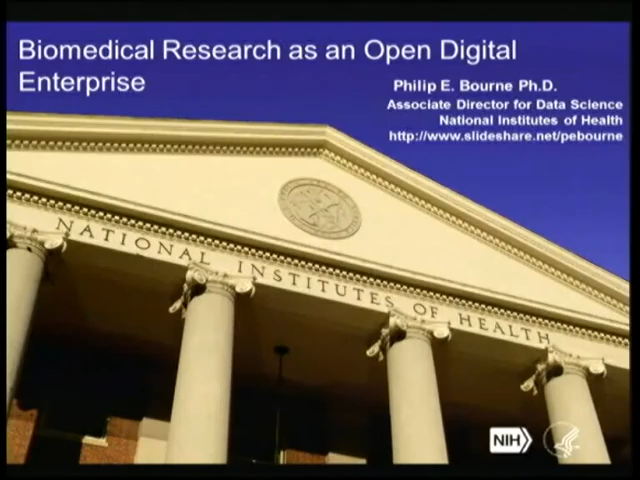 Biomedical Research as an Open Digital
Enterprise
Philip E. Bourne Ph.D.
Associate Director for Data Science
National Institutes of Health
http://www.slideshare.net/pebourne
NATIONAL INSTITUTES OF HEALTH
NIH